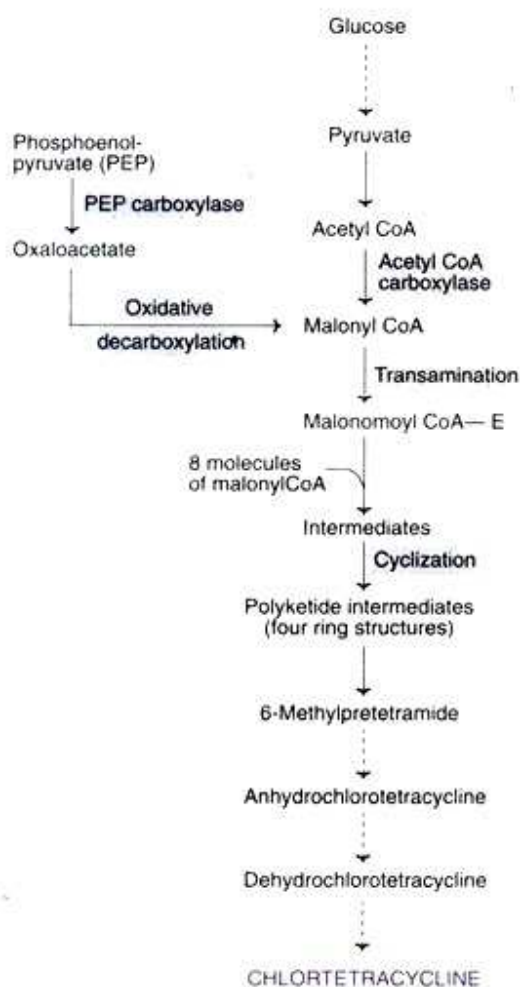 Glucose
Pyruvate
Phosphoenol-
pyruvate (PEP)
PEP carboxylase
Oxaloacetate
Acetyl CoA
Acetyl CoA
carboxylase
Oxidative
decarboxylation
Malonyl CoA
Transamination
Malonomoyl CoA— E
8 molecules
of malonylCoA
Intermediates
Cyclization
Polyketide intermediates
(four ring structures)
6-Methylpretetramide
Anhydrochlorotetracycline
Dehydrochlorotetracycline
CHLORTETRACYCLINE